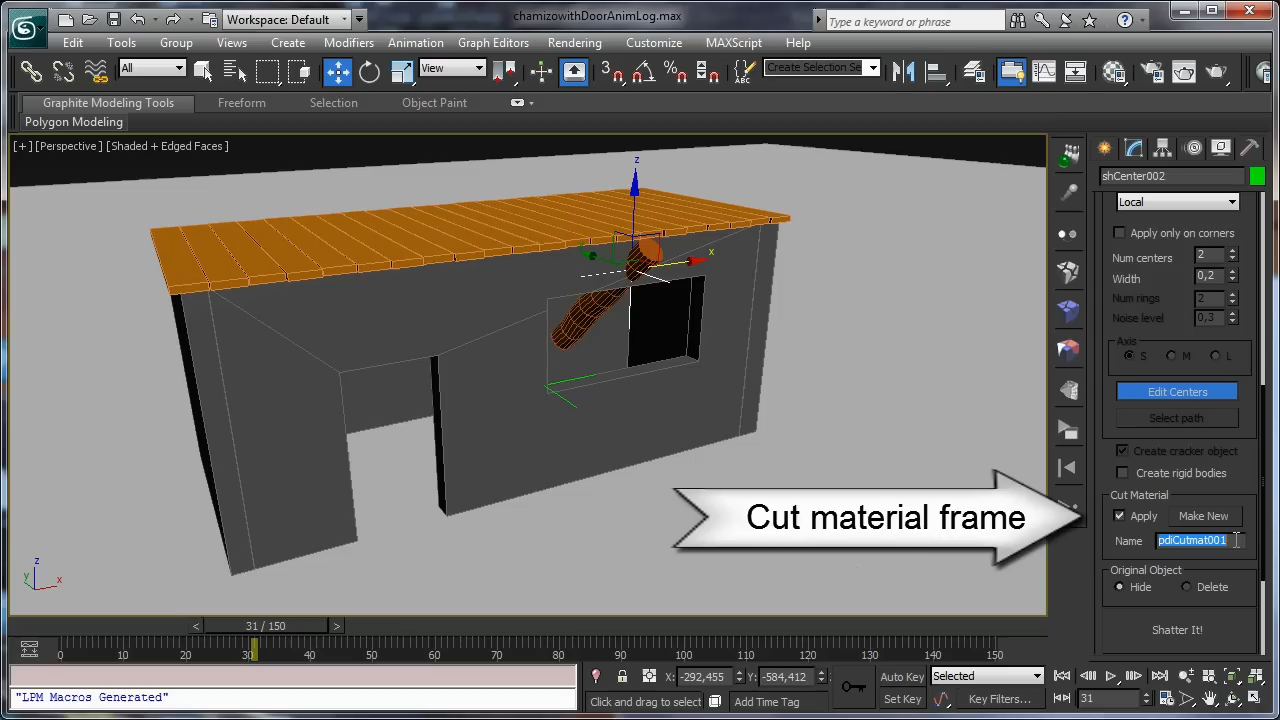 Workspace: Default
chamizowithDoorAnimLog.max
Type a keyword or phrase
Edit Tools Group Views Create Modifiers Animation Graph Editors Rendering Customize MAXScript Help
All
View
Create Selection Se
Graphite Modeling Tools Freeform Selection Object Paint
Polygon Modeling
[ + ] [Perspective ] [Shaded + Edged Faces ]
z
x
shCenter002
Local
Apply only on corners
Num centers 2
Width 0,2
Num rings 2
Noise level 0,3
Axis
S M L
Edit Centers
Select path
Create cracker object
Create rigid bodies
Cut Material
Apply Make New
Name pdiCutmat001
Original Object
Hide Delete
Shatter It!
Cut material frame
z
y
x
< 31 / 150 >
0 10 20 30 40 50 60 70 80 90 100 110 120 130 140 150
"LPM Macros Generated"
X: -292,455 Y: -584,412
Auto Key Selected
Click and drag to select Add Time Tag
Set Key Key Filters... 31